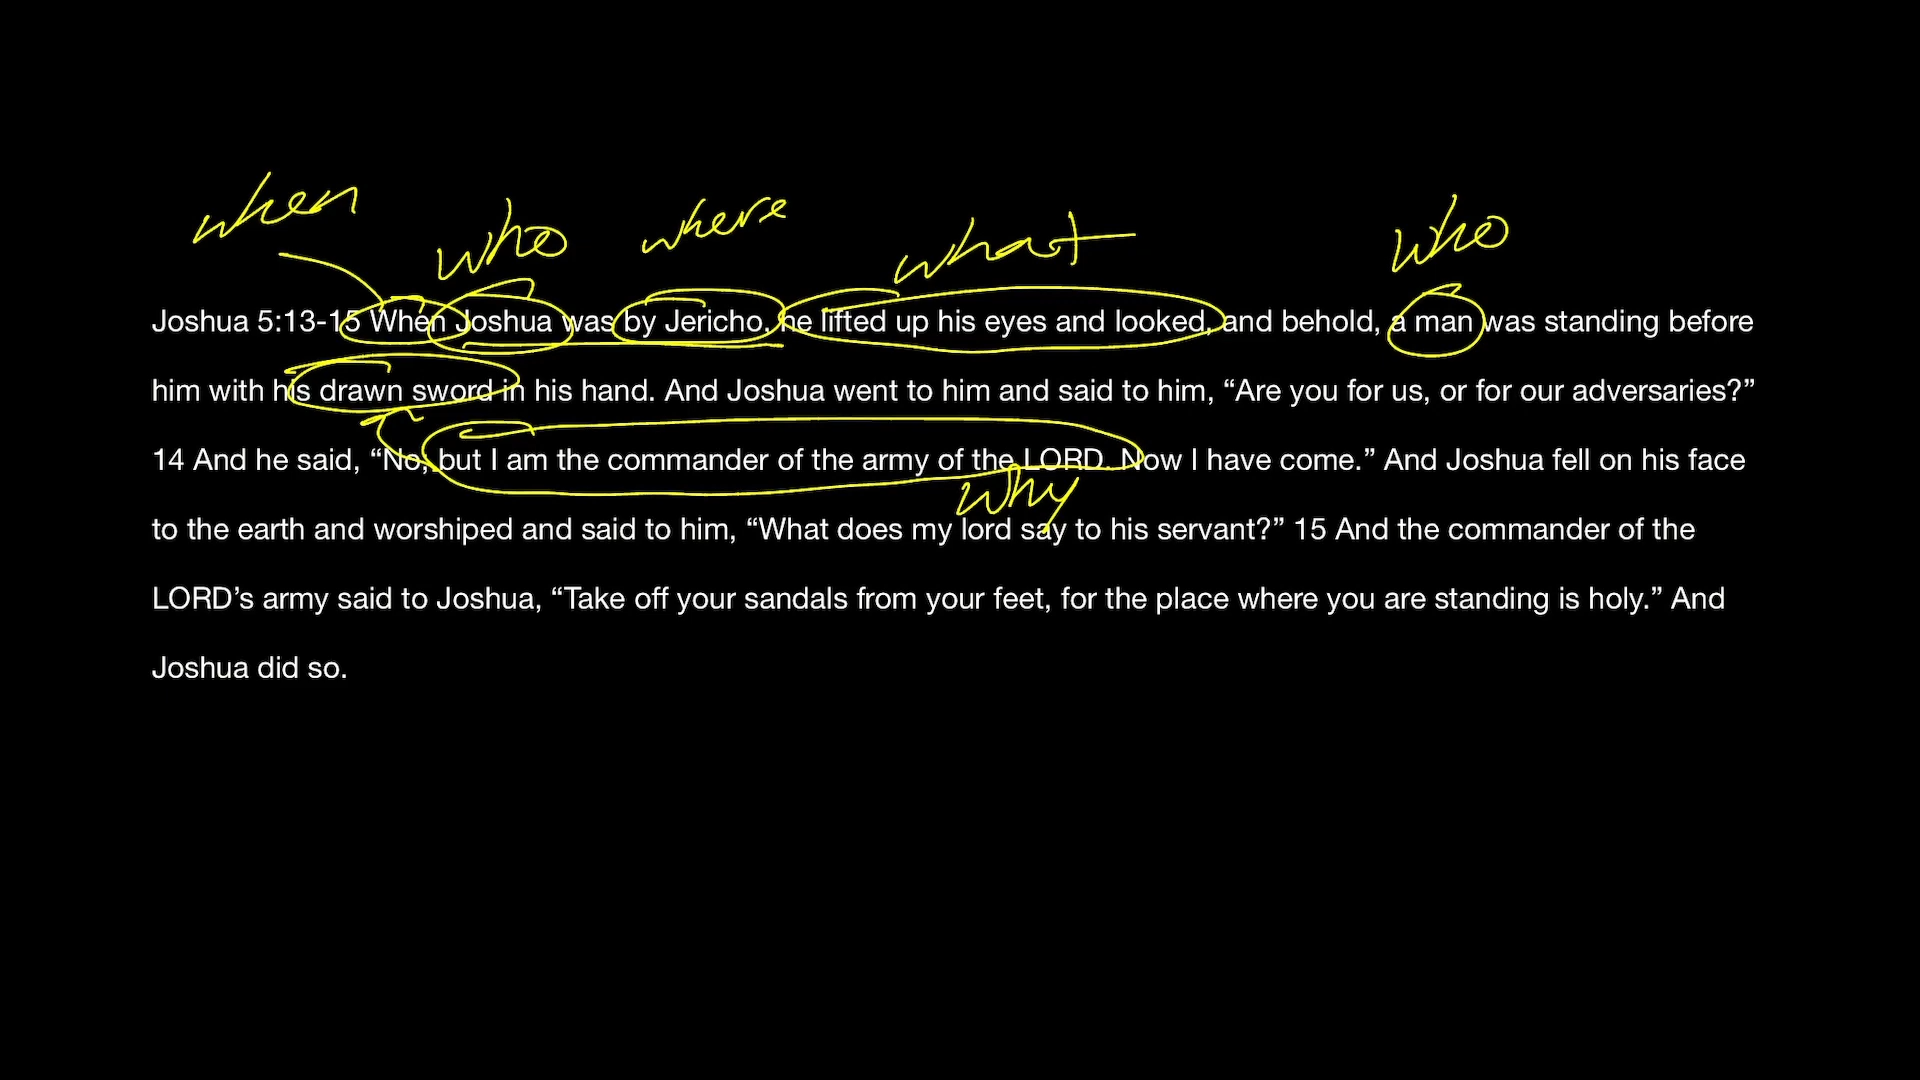 when who where what who
Joshua 5:13-15 When Joshua was by Jericho, he lifted up his eyes and looked, and behold, a man was standing before
him with his drawn sword in his hand. And Joshua went to him and said to him, “Are you for us, or for our adversaries?”
14 And he said, “No; but I am the commander of the army of the LORD. Now I have come.” And Joshua fell on his face
why
to the earth and worshiped and said to him, “What does my lord say to his servant?” 15 And the commander of the
LORD’s army said to Joshua, “Take off your sandals from your feet, for the place where you are standing is holy.” And
Joshua did so.